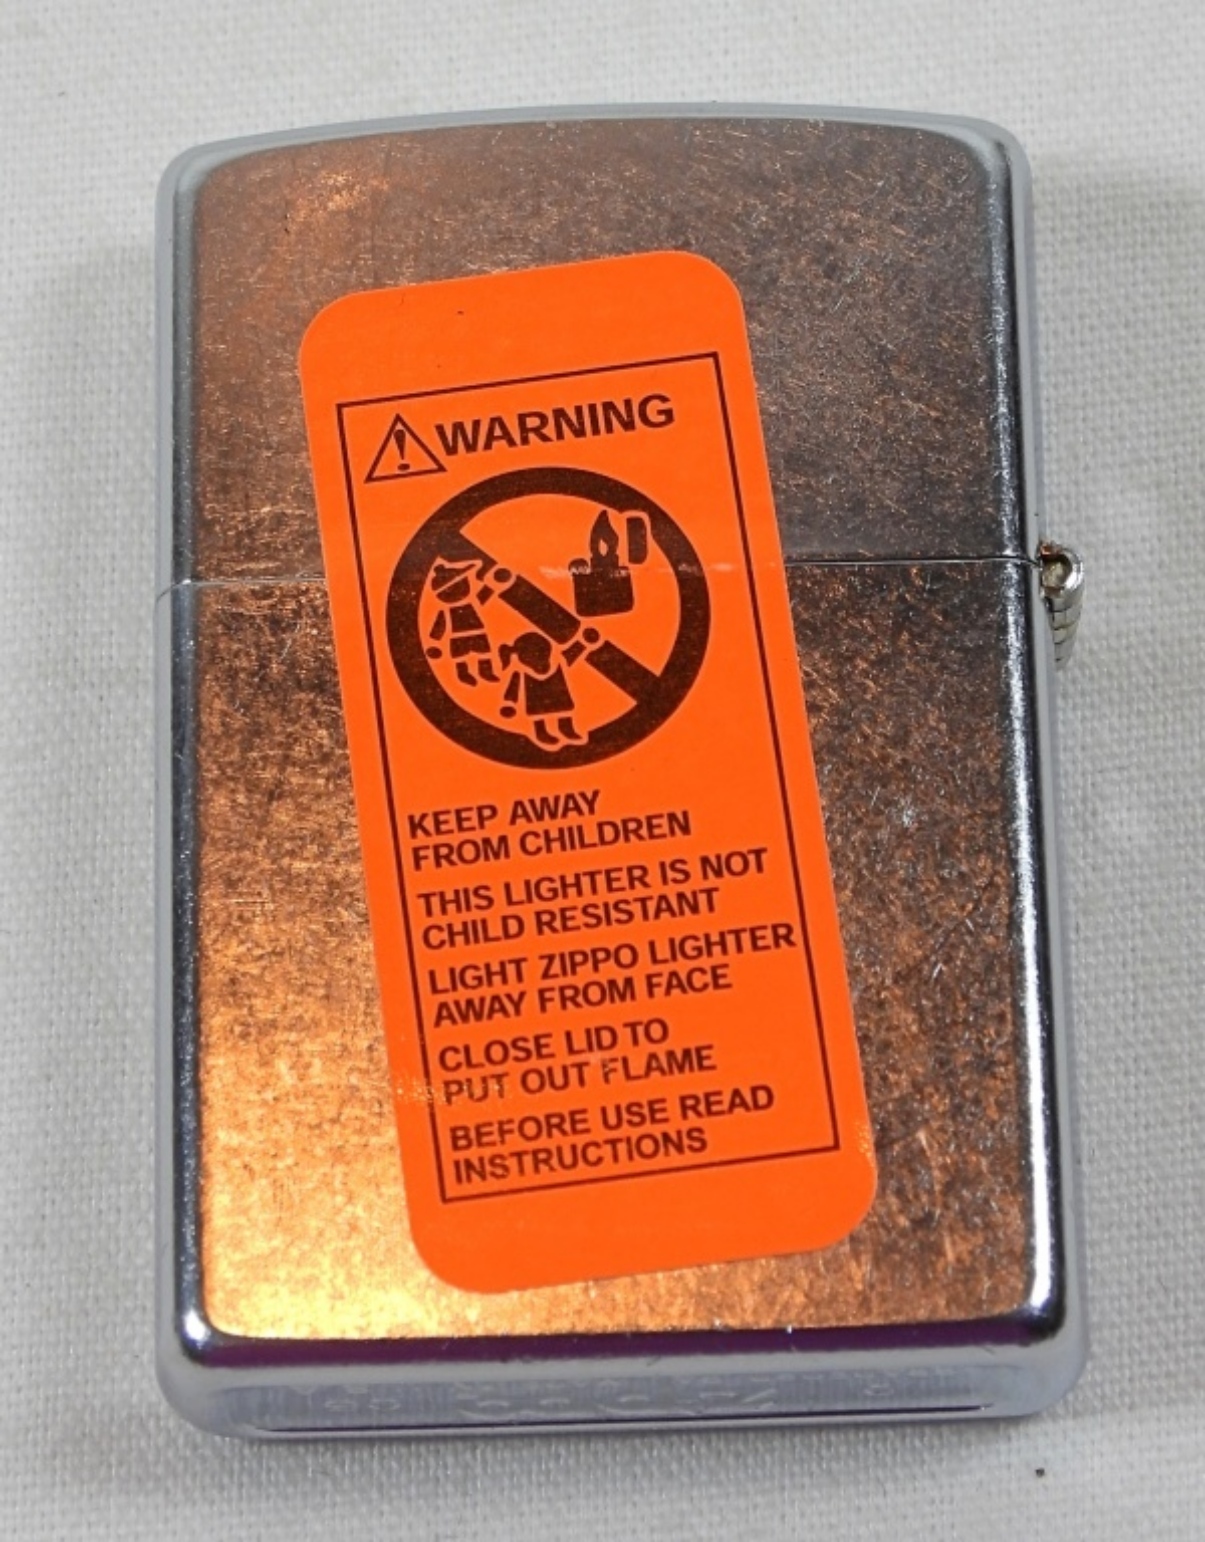 WARNING
KEEP AWAY
FROM CHILDREN
THIS LIGHTER IS NOT
CHILD RESISTANT
LIGHT ZIPPO LIGHTER
AWAY FROM FACE
CLOSE LID TO
PUT OUT FLAME
BEFORE USE READ
INSTRUCTIONS